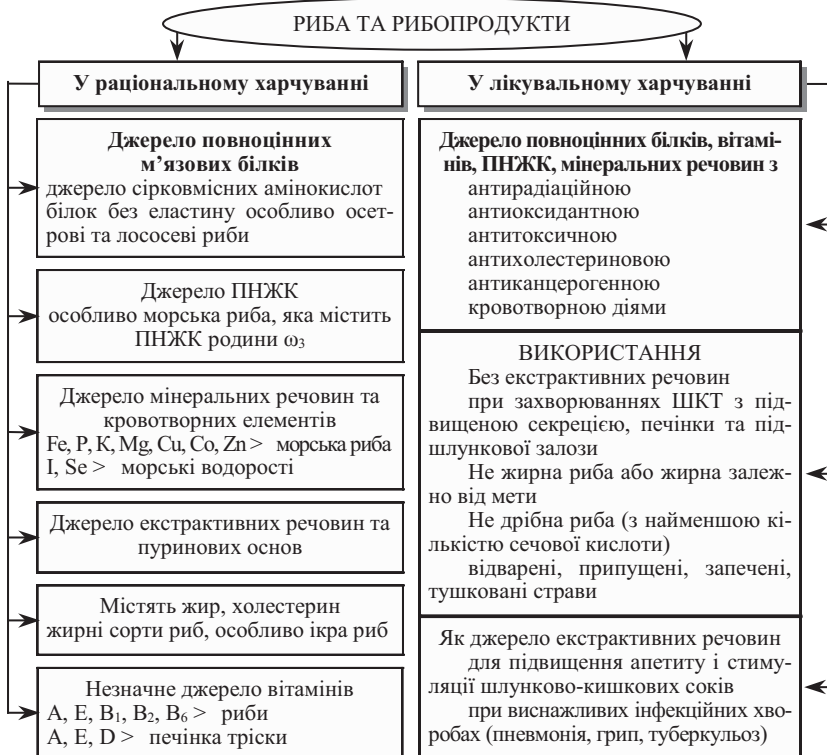 РИБА ТА РИБОПРОДУКТИ
У раціональному харчуванні
Джерело повноцінних
м’язових білків
джерело сірковмісних амінокислот
білок без еластину особливо осет-
рові та лососеві риби
Джерело ПНЖК
особливо морська риба, яка містить
ПНЖК родини ω₃
Джерело мінеральних речовин та
кровотворних елементів
Fe, P, K, Mg, Cu, Co, Zn > морська риба
I, Se > морські водорості
Джерело екстрактивних речовин та
пуринових основ
Містять жир, холестерин
жирні сорти риб, особливо ікра риб
Незначне джерело вітамінів
А, Е, В₁, В₂, В₆ > риби
А, Е, D > печінка тріски
У лікувальному харчуванні
Джерело повноцінних білків, вітамі-
нів, ПНЖК, мінеральних речовин з
антирадіаційною
антиоксидантною
антитоксичною
антихолестериновою
антиканцерогенною
кровотворною діями
ВИКОРИСТАННЯ
Без екстрактивних речовин
при захворюваннях ШКТ з під-
вищеною секрецією, печінки та під-
шлункової залози
Не жирна риба або жирна залеж-
но від мети
Не дрібна риба (з найменшою кі-
лькістю сечової кислоти)
відварені, припущені, запечені,
тушковані страви
Як джерело екстрактивних речовин
для підвищення апетиту і стиму-
ляції шлунково-кишкових соків
при виснажливих інфекційних хво-
робах (пневмонія, грип, туберкульоз)